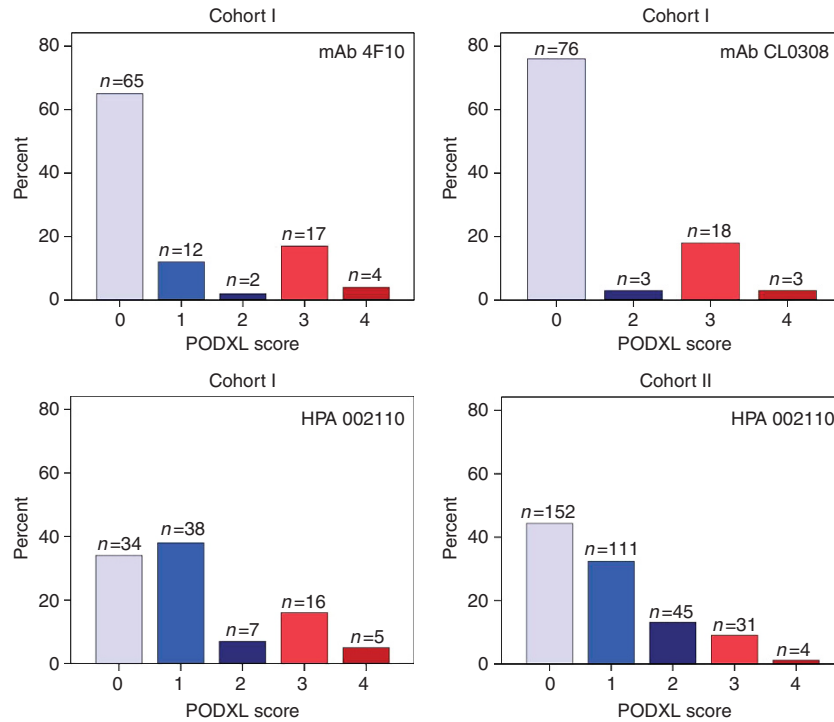 Cohort I
mAb 4F10
Percent
80
60
40
20
0
n=65
n=12
n=2
n=17
n=4
0 1 2 3 4
PODXL score
Cohort I
mAb CL0308
Percent
80
60
40
20
0
n=76
n=3
n=18
n=3
0 2 3 4
PODXL score
Cohort I
HPA 002110
Percent
80
60
40
20
0
n=34
n=38
n=7
n=16
n=5
0 1 2 3 4
PODXL score
Cohort II
HPA 002110
Percent
80
60
40
20
0
n=152
n=111
n=45
n=31
n=4
0 1 2 3 4
PODXL score